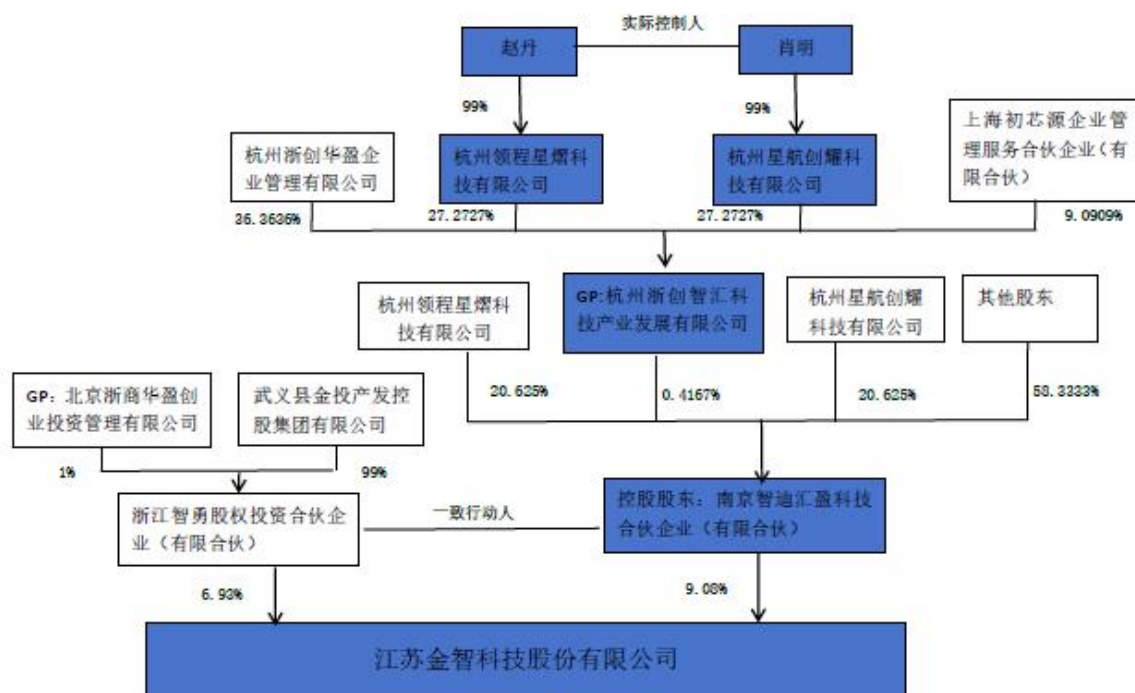 实际控制人
赵丹
肖明
99%
99%
杭州浙创华盈企
业管理有限公司
杭州领程星熠科
技有限公司
杭州星航创耀科
技有限公司
上海初芯源企业管
理服务合伙企业（有
限合伙）
36.3636%
27.2727%
27.2727%
9.0909%
杭州领程星熠科
技有限公司
GP:杭州浙创智汇科
技产业发展有限公司
杭州星航创耀
科技有限公司
其他股东
20.625%
0.4167%
20.625%
58.3333%
GP：北京浙商华盈创
业投资管理有限公司
武义县金投产发控
股集团有限公司
1%
99%
浙江智勇股权投资合伙企
业（有限合伙）
一致行动人
控股股东：南京智迪汇盈科技
合伙企业（有限合伙）
6.93%
9.08%
江苏金智科技股份有限公司